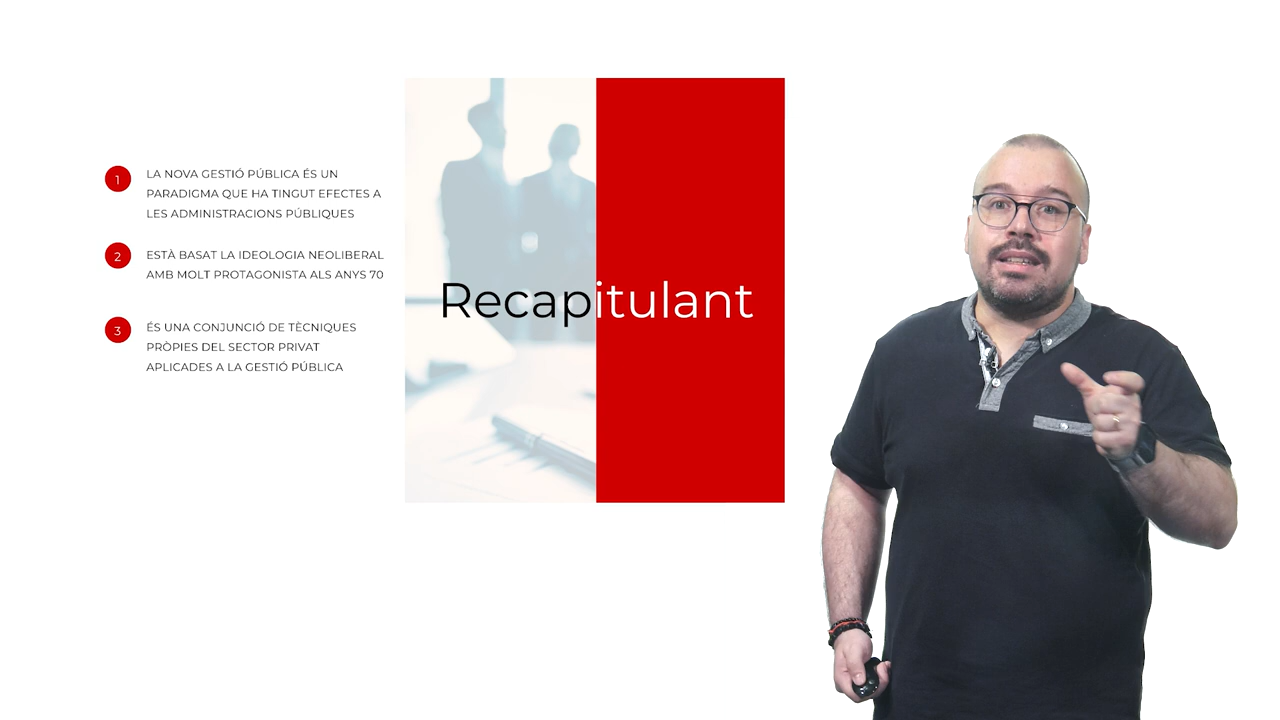 1
LA NOVA GESTIÓ PÚBLICA ÉS UN
PARADIGMA QUE HA TINGUT EFECTES A
LES ADMINISTRACIONS PÚBLIQUES
2
ESTÀ BASAT LA IDEOLOGIA NEOLIBERAL
AMB MOLT PROTAGONISTA ALS ANYS 70
3
ÉS UNA CONJUNCIÓ DE TÈCNIQUES
PRÒPIES DEL SECTOR PRIVAT
APLICADES A LA GESTIÓ PÚBLICA
Recapitulant